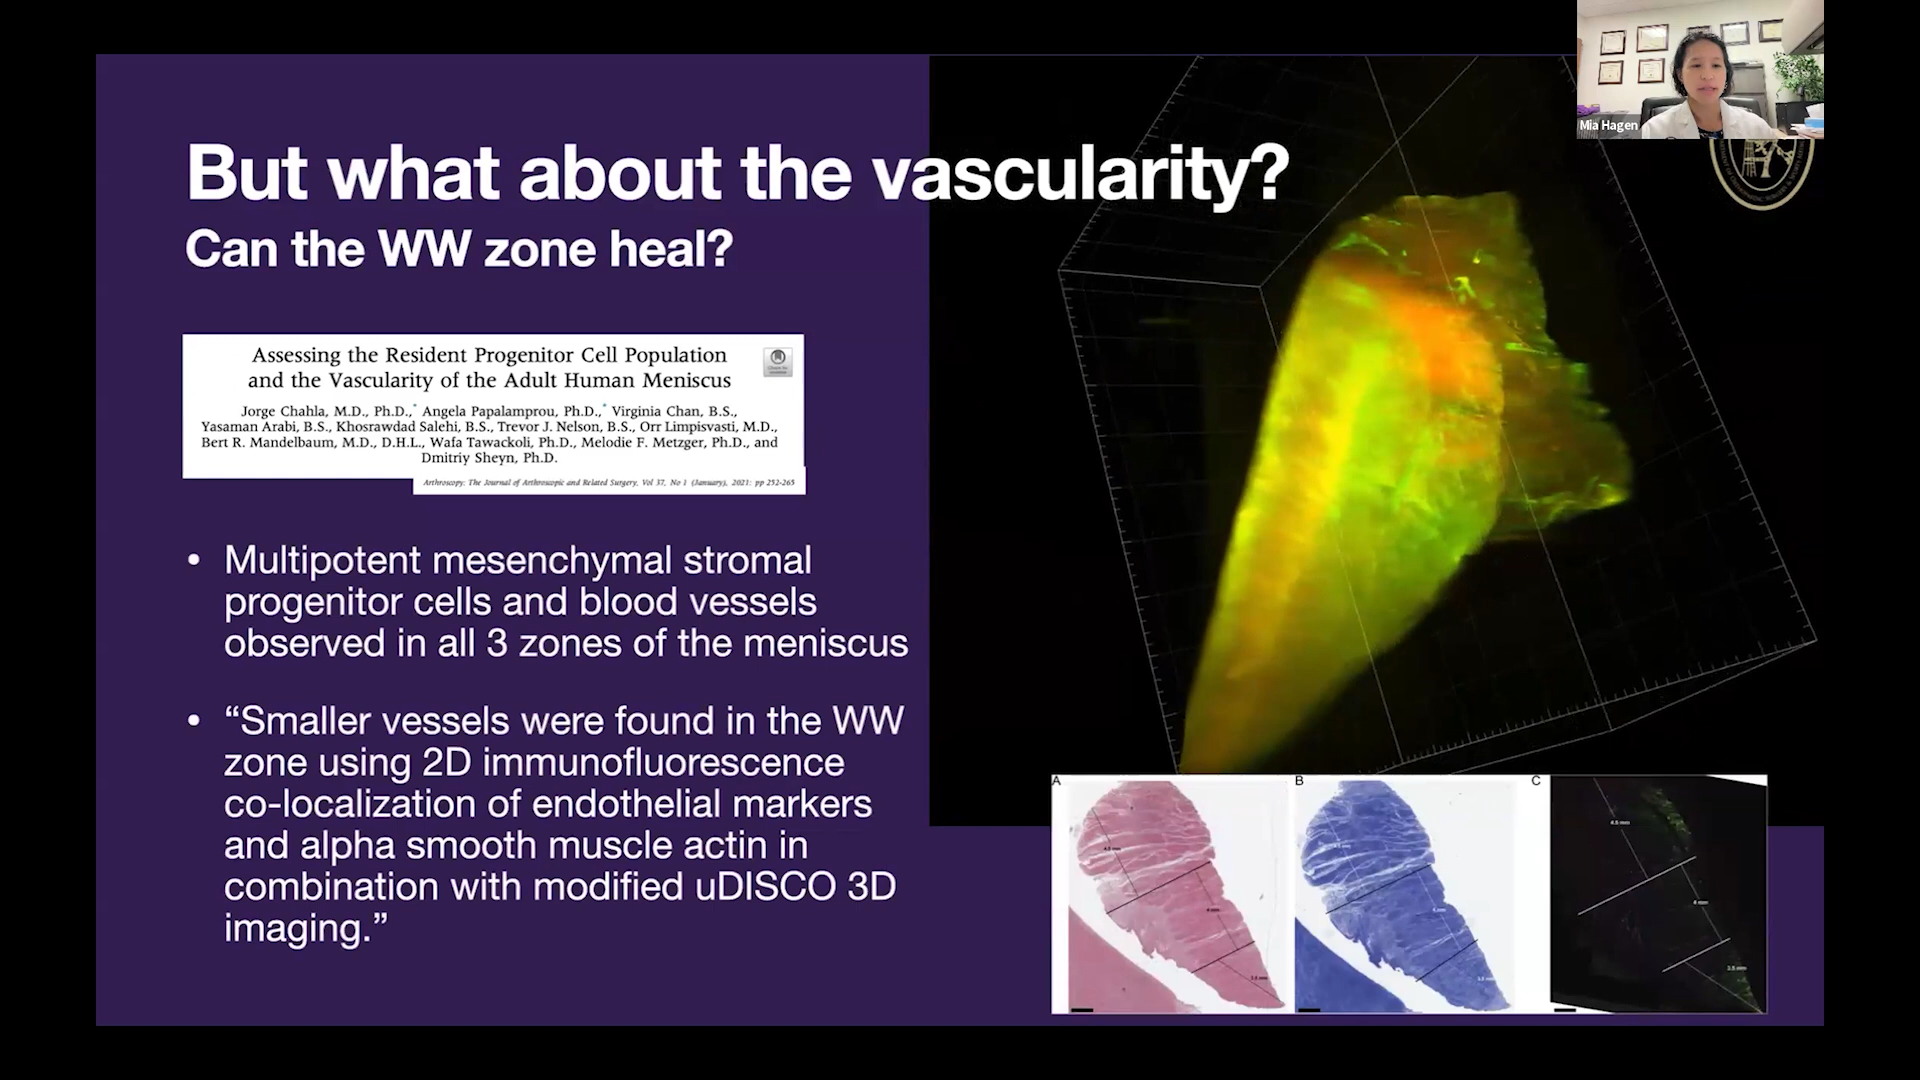 Mia Hagen
But what about the vascularity?
Can the WW zone heal?
Assessing the Resident Progenitor Cell Population
and the Vascularity of the Adult Human Meniscus
Jorge Chahla, M.D., Ph.D.,* Angela Papalamprou, Ph.D.,* Virginia Chan, B.S.,
Yasaman Arabi, B.S., Khosrawdad Salehi, B.S., Trevor J. Nelson, B.S., Orr Limpisvasti, M.D.,
Bert R. Mandelbaum, M.D., D.H.L., Wafa Tawackoli, Ph.D., Melodie F. Metzger, Ph.D., and
Dmitriy Sheyn, Ph.D.
Arthroscopy: The Journal of Arthroscopic and Related Surgery, Vol 37, No 1 (January), 2021: pp 252-265
• Multipotent mesenchymal stromal
progenitor cells and blood vessels
observed in all 3 zones of the meniscus
• “Smaller vessels were found in the WW
zone using 2D immunofluorescence
co-localization of endothelial markers
and alpha smooth muscle actin in
combination with modified uDISCO 3D
imaging.”
A
B
C
4.5 mm
4 mm